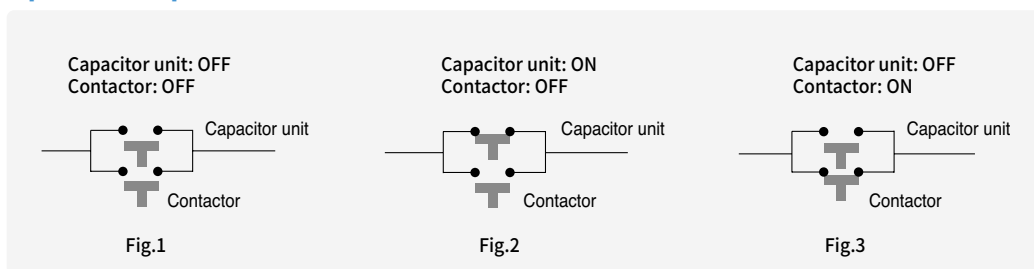 Capacitor unit: OFF
Contactor: OFF
Capacitor unit
Contactor
Fig.1
Capacitor unit: ON
Contactor: OFF
Capacitor unit
Contactor
Fig.2
Capacitor unit: OFF
Contactor: ON
Capacitor unit
Contactor
Fig.3